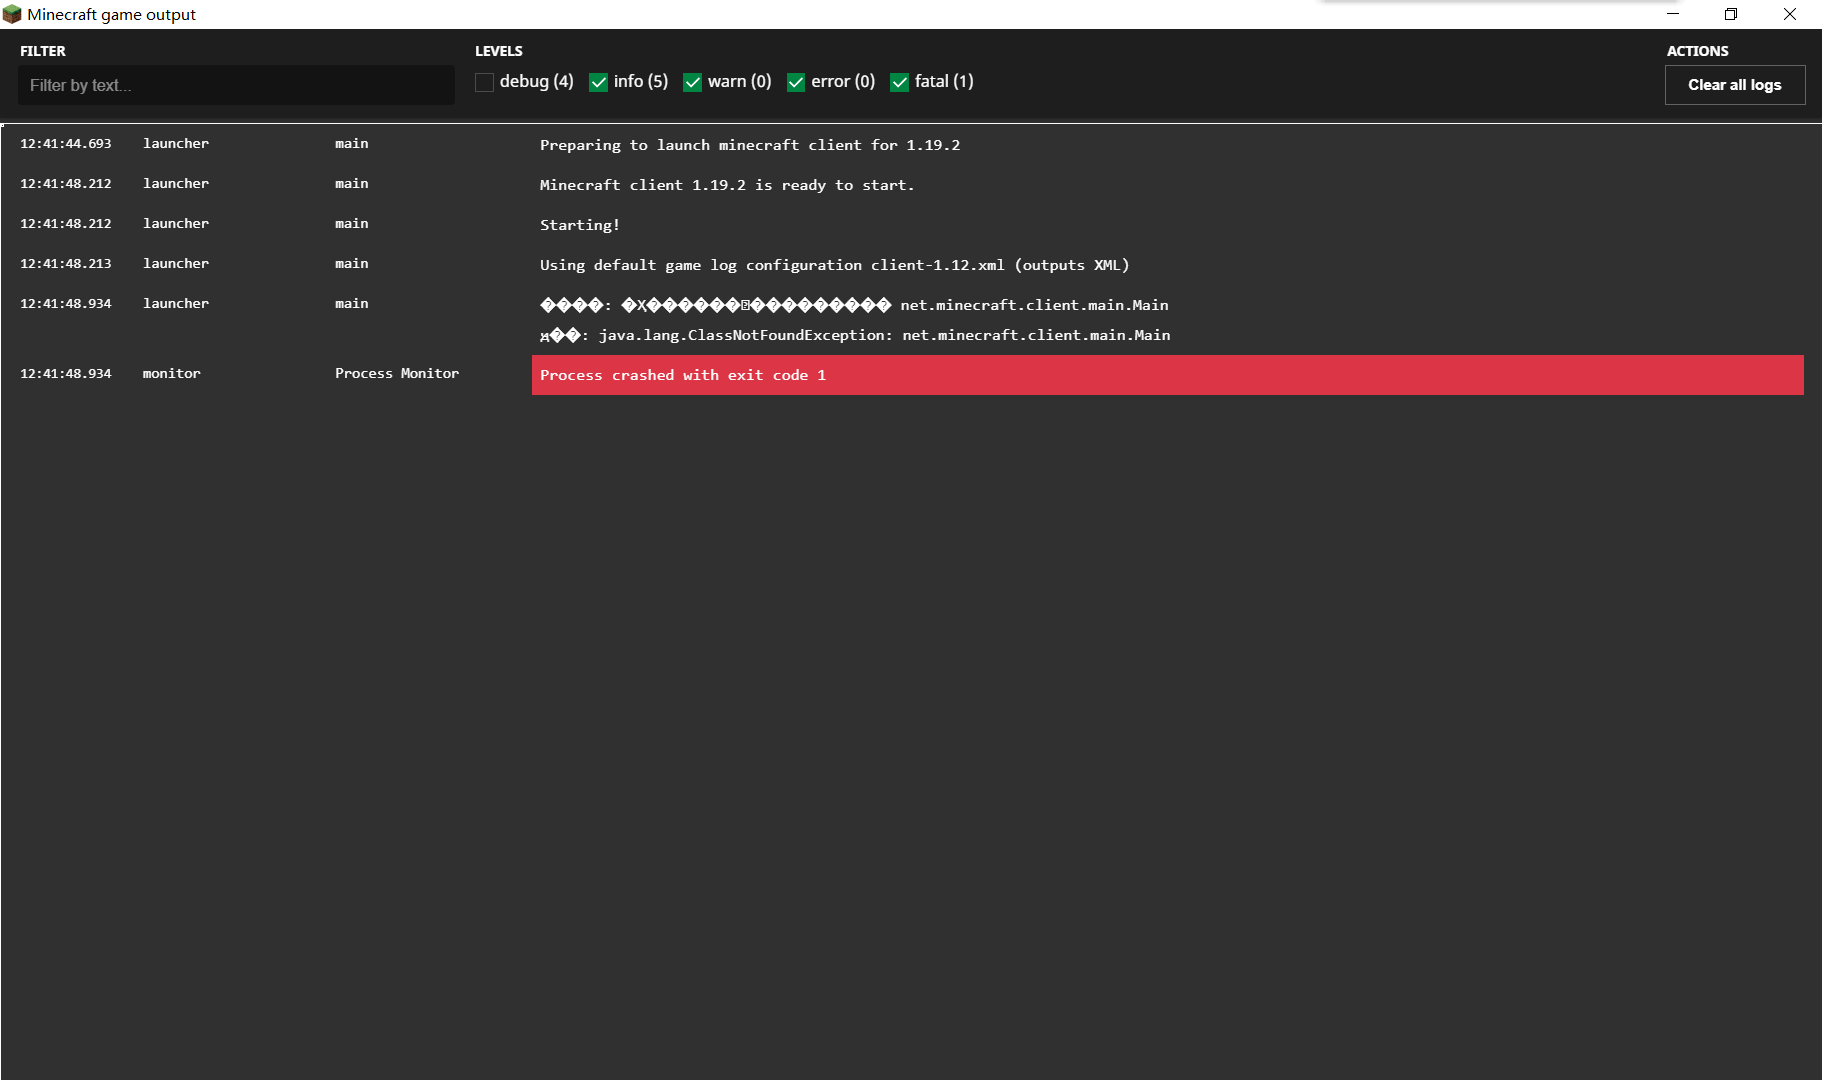 Minecraft game output
FILTER
LEVELS
ACTIONS
Filter by text...
debug (4) info (5) warn (0) error (0) fatal (1)
Clear all logs
12:41:44.693 launcher main Preparing to launch minecraft client for 1.19.2
12:41:48.212 launcher main Minecraft client 1.19.2 is ready to start.
12:41:48.212 launcher main Starting!
12:41:48.213 launcher main Using default game log configuration client-1.12.xml (outputs XML)
12:41:48.934 launcher main net.minecraft.client.main.Main
java.lang.ClassNotFoundException: net.minecraft.client.main.Main
12:41:48.934 monitor Process Monitor Process crashed with exit code 1